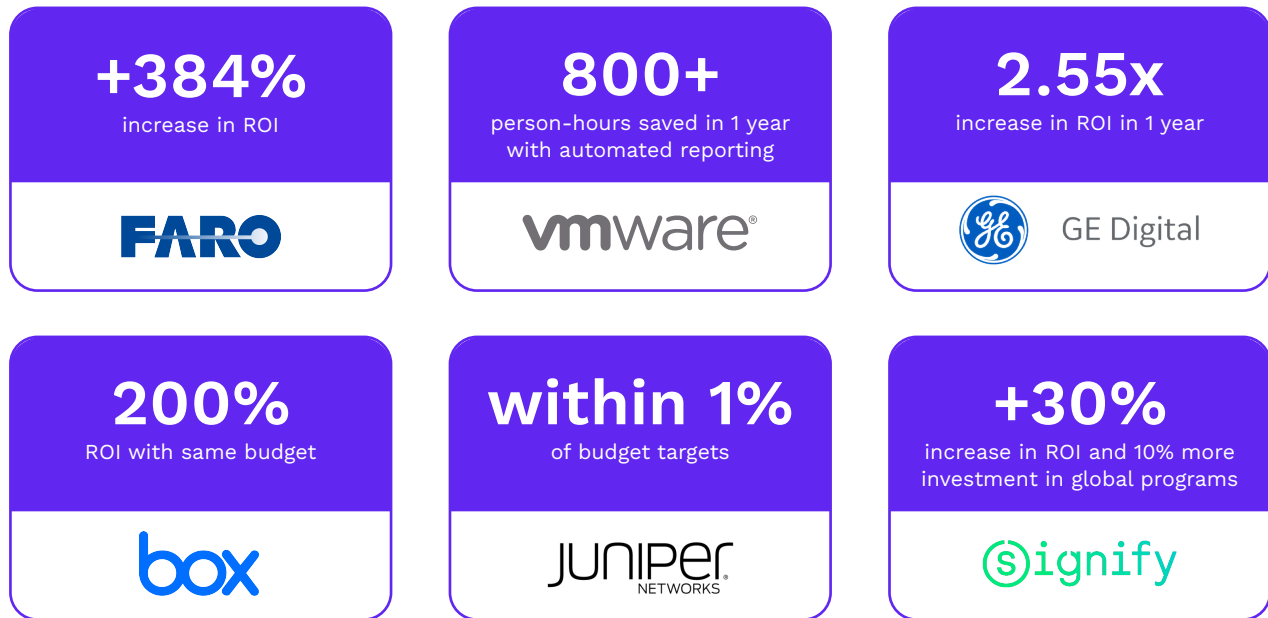 +384%
increase in ROI
FARO
800+
person-hours saved in 1 year
with automated reporting
vmware®
2.55x
increase in ROI in 1 year
GE GE Digital
200%
ROI with same budget
box
within 1%
of budget targets
JUNIPEr®
NETWORKS
+30%
increase in ROI and 10% more
investment in global programs
signify